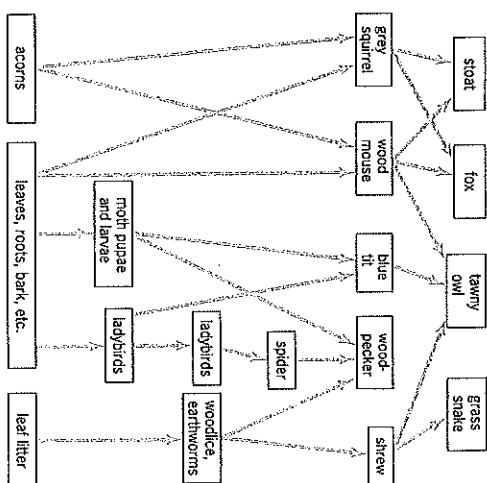 stoat
fox
tawny
owl
grass
snake
grey
squirrel
wood
mouse
blue
tit
wood-
pecker
shrew
moth pupae
and larvae
ladybirds
ladybirds
spider
woodlice,
earthworms
acorns
leaves, roots, bark, etc.
leaf litter